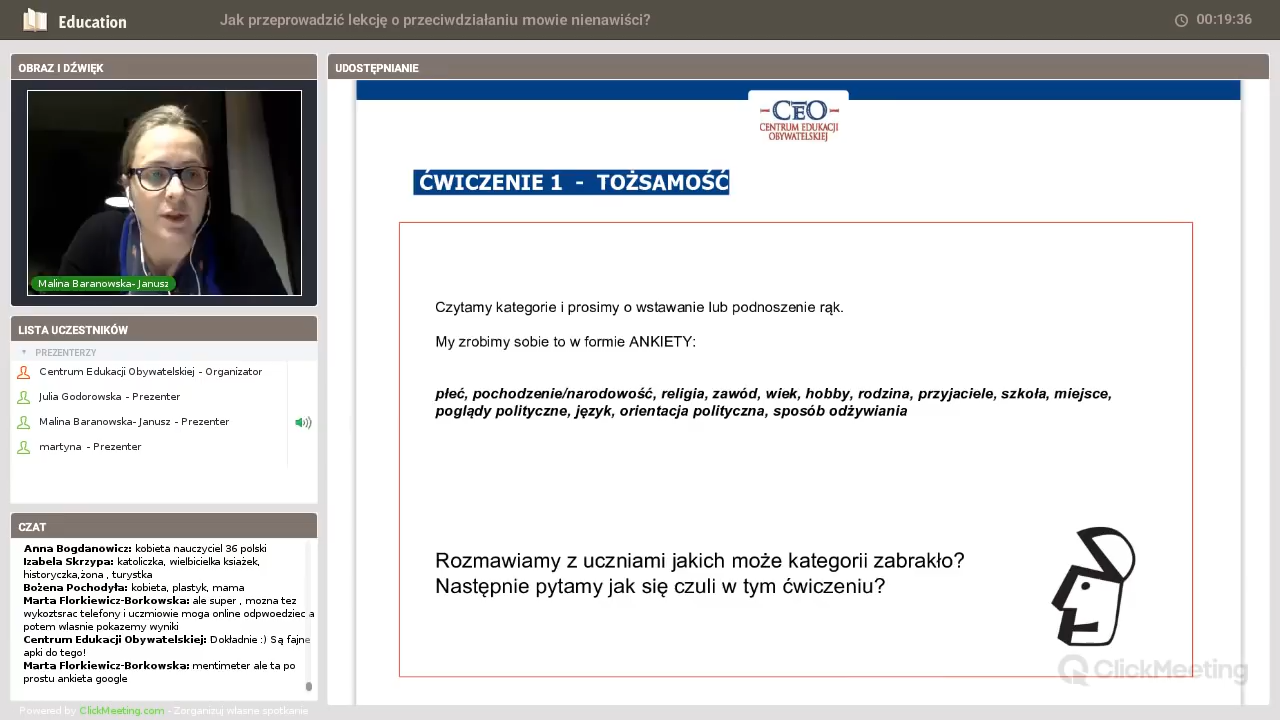 Education
Jak przeprowadzić lekcję o przeciwdziałaniu mowie nienawiści?
00:19:36
OBRAZ I DŹWIĘK
Malina Baranowska- Janusz
LISTA UCZESTNIKÓW
PREZENTERZY
Centrum Edukacji Obywatelskiej - Organizator
Julia Godorowska - Prezenter
Malina Baranowska- Janusz - Prezenter
martyna - Prezenter
CZAT
Anna Bogdanowicz: kobieta nauczyciel 36 polski
Izabela Skrzypa: katoliczka, wielbicielka ksiażek,
historyczka,żona , turystka
Bożena Pochodyła: kobieta, plastyk, mama
Marta Florkiewicz-Borkowska: ale super , mozna tez
wykoztsrac telefony i uczmiowie moga online odpwoedziec a
potem wlasnie pokazemy wyniki
Centrum Edukacji Obywatelskiej: Dokładnie :) Są fajne
apki do tego!
Marta Florkiewicz-Borkowska: mentimeter ale ta po
prostu ankieta google
Powered by ClickMeeting.com - Zorganizuj własne spotkanie
UDOSTĘPNIANIE
CEO
CENTRUM EDUKACJI
OBYWATELSKIEJ
ĆWICZENIE 1 - TOŻSAMOŚĆ
Czytamy kategorie i prosimy o wstawanie lub podnoszenie rąk.
My zrobimy sobie to w formie ANKIETY:
płeć, pochodzenie/narodowość, religia, zawód, wiek, hobby, rodzina, przyjaciele, szkoła, miejsce,
poglądy polityczne, język, orientacja polityczna, sposób odżywiania
Rozmawiamy z uczniami jakich może kategorii zabrakło?
Następnie pytamy jak się czuli w tym ćwiczeniu?
ClickMeeting